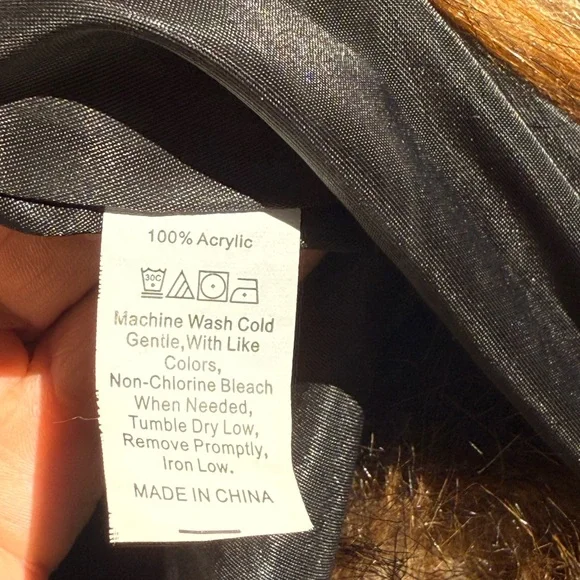 100% Acrylic
30C
Machine Wash Cold
Gentle,With Like
Colors,
Non-Chlorine Bleach
When Needed,
Tumble Dry Low,
Remove Promptly,
Iron Low.
MADE IN CHINA